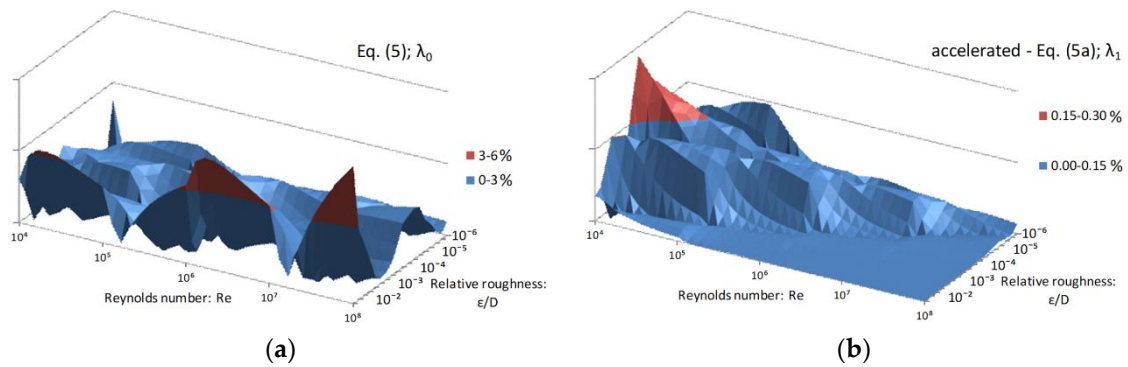 Eq. (5); λ0
3-6%
0-3%
10^4
10^5
10^6
10^7
10^8
10^-2
10^-3
10^-4
10^-5
10^-6
Reynolds number: Re
Relative roughness:
ε/D
(a)
accelerated - Eq. (5a); λ1
0.15-0.30 %
0.00-0.15 %
10^4
10^5
10^6
10^7
10^8
10^-2
10^-3
10^-4
10^-5
10^-6
Reynolds number: Re
Relative roughness:
ε/D
(b)